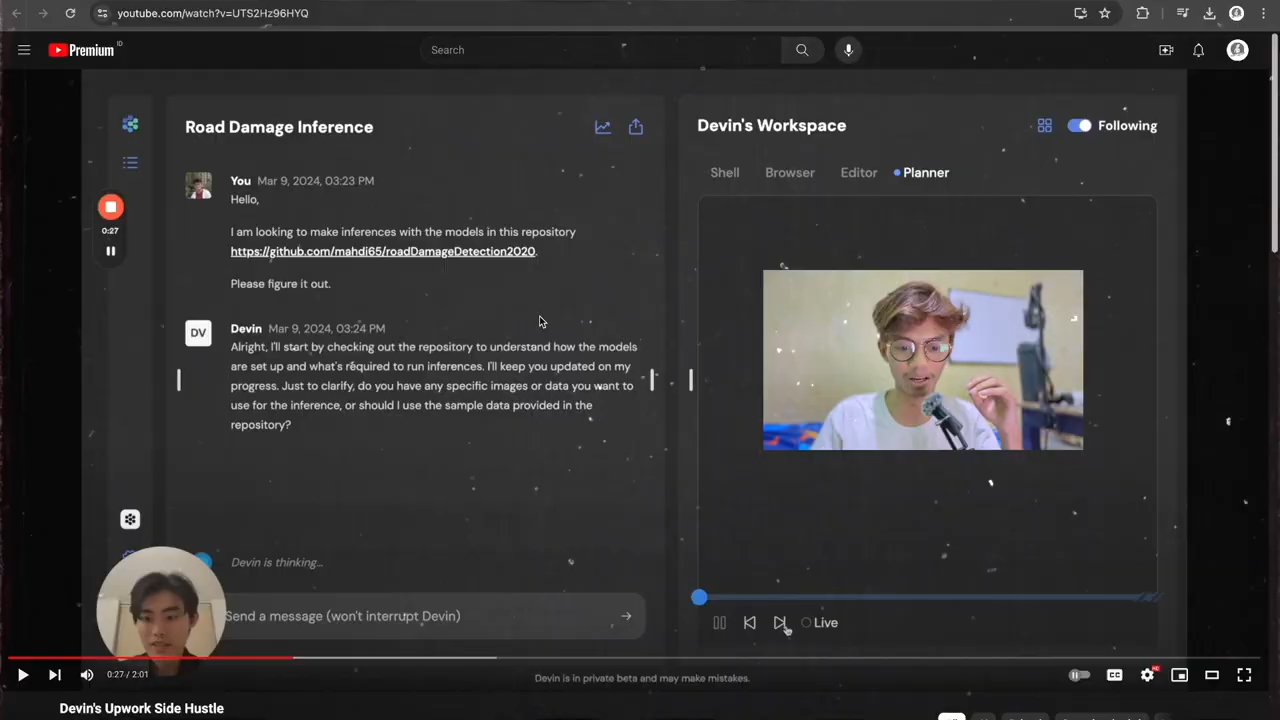 youtube.com/watch?v=UTS2Hz96HYQ
Premium ID
Search
Road Damage Inference
You Mar 9, 2024, 03:23 PM
Hello,
I am looking to make inferences with the models in this repository
https://github.com/mahdi65/roadDamageDetection2020.
Please figure it out.
DV
Devin Mar 9, 2024, 03:24 PM
Alright, I'll start by checking out the repository to understand how the models
are set up and what's required to run inferences. I'll keep you updated on my
progress. Just to clarify, do you have any specific images or data you want to
use for the inference, or should I use the sample data provided in the
repository?
Devin is thinking...
Send a message (won't interrupt Devin)
0:27
Devin's Workspace
Following
Shell Browser Editor Planner
Live
0:27 / 2:01
CC
HD
Devin is in private beta and may make mistakes.
Devin's Upwork Side Hustle